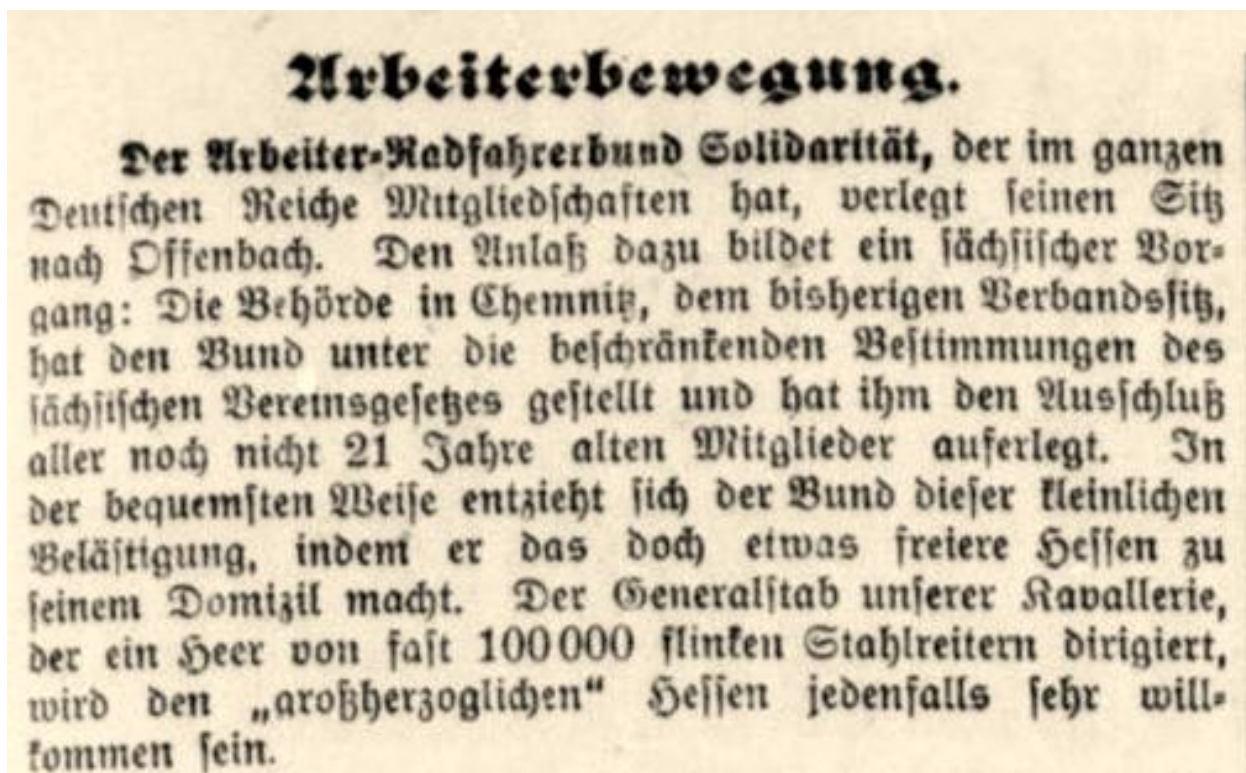 Arbeiterbewegung.
Der Arbeiter-Radfahrerbund Solidarität, der im ganzen
Deutschen Reiche Mitgliedschaften hat, verlegt seinen Sitz
nach Offenbach. Den Anlaß dazu bildet ein sächsischer Vor-
gang: Die Behörde in Chemnitz, dem bisherigen Verbandssitz,
hat den Bund unter die beschränkenden Bestimmungen des
sächsischen Vereinsgesetzes gestellt und hat ihm den Ausschluß
aller noch nicht 21 Jahre alten Mitglieder auferlegt. In
der bequemsten Weise entzieht sich der Bund dieser kleinlichen
Belästigung, indem er das doch etwas freiere Hessen zu
seinem Domizil macht. Der Generalstab unserer Kavallerie,
der ein Heer von fast 100 000 flinken Stahlreitern dirigiert,
wird den „großherzoglichen“ Hessen jedenfalls sehr will-
kommen sein.